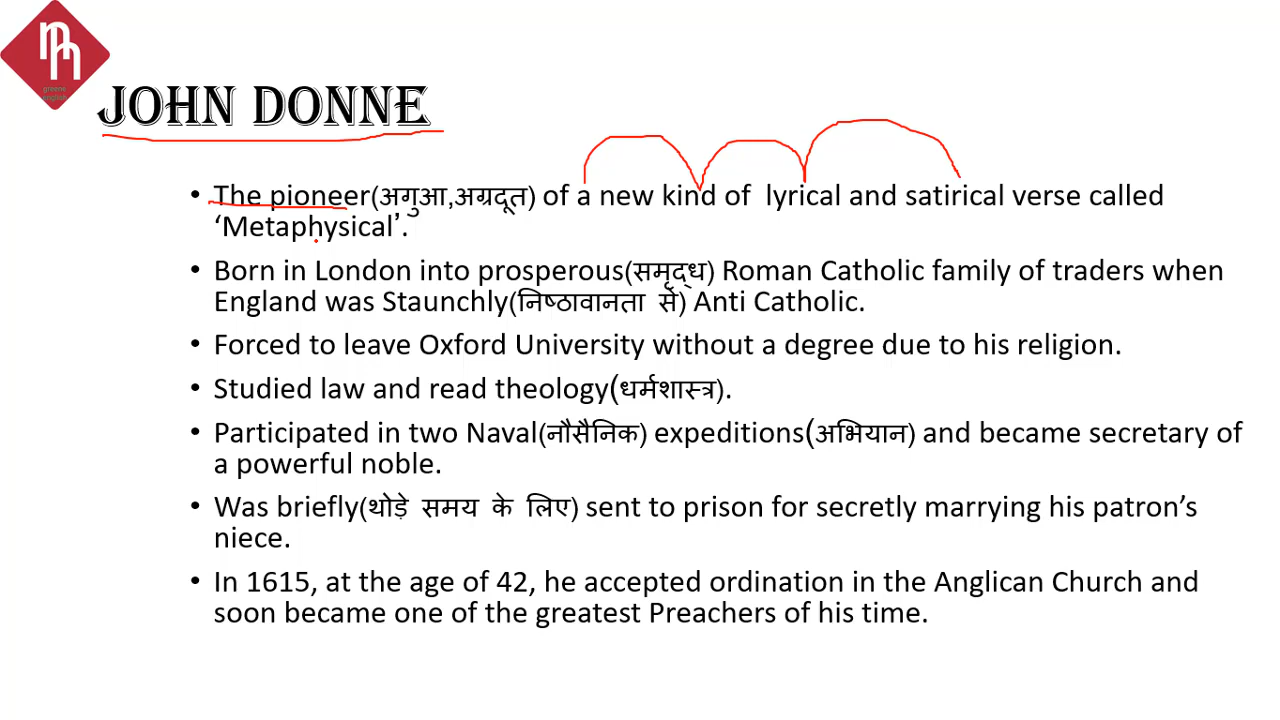 greene
english
JOHN DONNE
• The pioneer(अगुआ,अग्रदूत) of a new kind of lyrical and satirical verse called
‘Metaphysical’.
• Born in London into prosperous(समृद्ध) Roman Catholic family of traders when
England was Staunchly(निष्ठावानता से) Anti Catholic.
• Forced to leave Oxford University without a degree due to his religion.
• Studied law and read theology(धर्मशास्त्र).
• Participated in two Naval(नौसैनिक) expeditions(अभियान) and became secretary of
a powerful noble.
• Was briefly(थोड़े समय के लिए) sent to prison for secretly marrying his patron’s
niece.
• In 1615, at the age of 42, he accepted ordination in the Anglican Church and
soon became one of the greatest Preachers of his time.